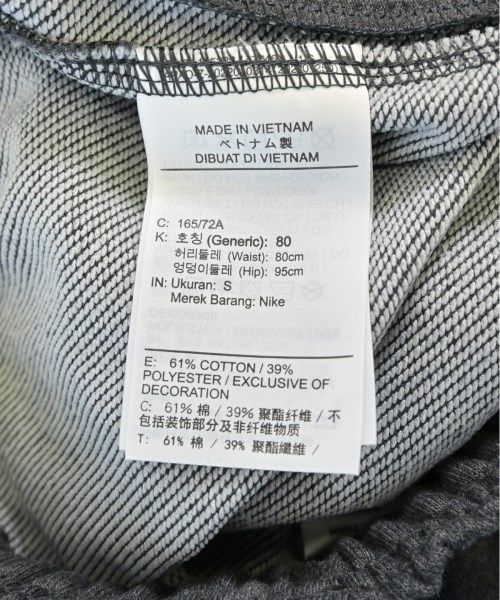 MADE IN VIETNAM
ベトナム製
DIBUAT DI VIETNAM
C: 165/72A
K: 호칭 (Generic): 80
허리둘레 (Waist): 80cm
엉덩이둘레 (Hip): 95cm
IN: Ukuran: S
Merek Barang: Nike
E: 61% COTTON / 39%
POLYESTER / EXCLUSIVE OF
DECORATION
C: 61% 棉 / 39% 聚酯纤维 / 不
包括装饰部分及非纤维物质
T: 61% 棉 / 39% 聚酯纖維 /